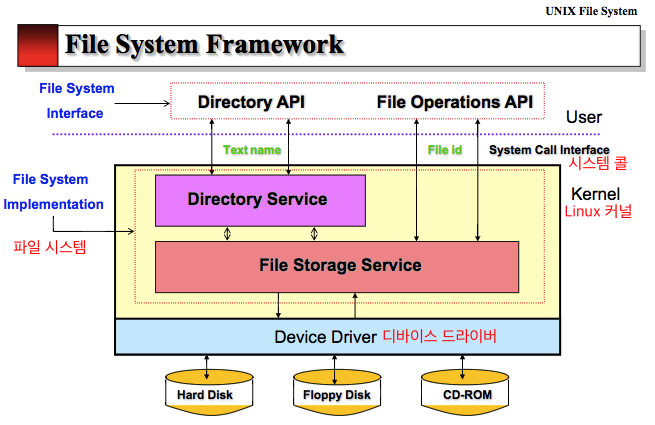 UNIX File System
File System Framework
File System
Interface
Directory API
File Operations API
User
Text name
File id
System Call Interface
시스템 콜
File System
Implementation
파일 시스템
Directory Service
Kernel
Linux 커널
File Storage Service
Device Driver 디바이스 드라이버
Hard Disk
Floppy Disk
CD-ROM